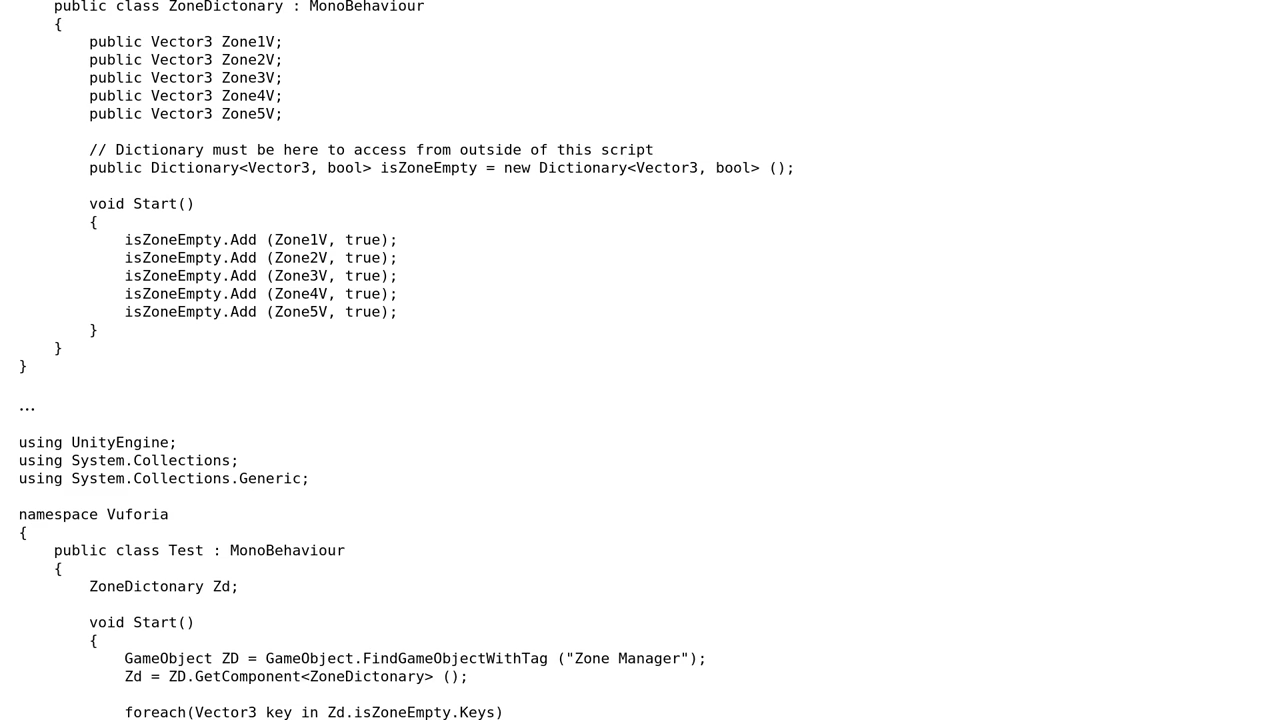 public class ZoneDictonary : MonoBehaviour
{
public Vector3 Zone1V;
public Vector3 Zone2V;
public Vector3 Zone3V;
public Vector3 Zone4V;
public Vector3 Zone5V;
// Dictionary must be here to access from outside of this script
public Dictionary<Vector3, bool> isZoneEmpty = new Dictionary<Vector3, bool> ();
void Start()
{
isZoneEmpty.Add (Zone1V, true);
isZoneEmpty.Add (Zone2V, true);
isZoneEmpty.Add (Zone3V, true);
isZoneEmpty.Add (Zone4V, true);
isZoneEmpty.Add (Zone5V, true);
}
}
}
...
using UnityEngine;
using System.Collections;
using System.Collections.Generic;
namespace Vuforia
{
public class Test : MonoBehaviour
{
ZoneDictonary Zd;
void Start()
{
GameObject ZD = GameObject.FindGameObjectWithTag ("Zone Manager");
Zd = ZD.GetComponent<ZoneDictonary> ();
foreach(Vector3 key in Zd.isZoneEmpty.Keys)